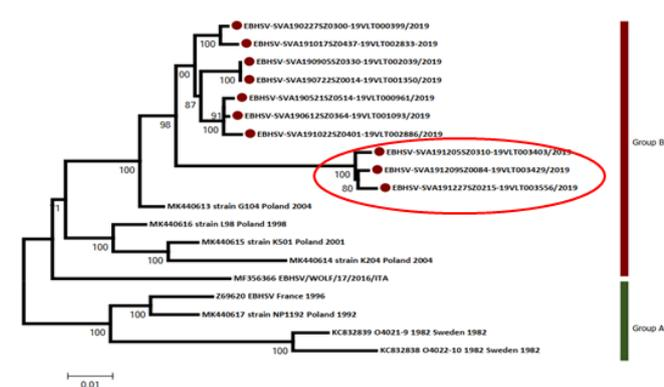 EBHSV-SVA190227SZ0300-19VLT000399/2019
100
EBHSV-SVA191017SZ0437-19VLT002833-2019
EBHSV-SVA190905SZ0330-19VLT002039/2019
00
100
EBHSV-SVA190722SZ0014-19VLT001350/2019
87
EBHSV-SVA190521SZ0514-19VLT000961/2019
91
EBHSV-SVA190612SZ0364-19VLT001093/2019
98
100
EBHSV-SVA191022SZ0401-19VLT002886/2019
Group B
EBHSV-SVA191205SZ0310-19VLT003403/2019
100
EBHSV-SVA191209SZ0084-19VLT003429/2019
100
80
EBHSV-SVA191227SZ0215-19VLT003556/2019
71
MK440613 strain G104 Poland 2004
MK440616 strain L98 Poland 1998
100
MK440615 strain K501 Poland 2001
100
MK440614 strain K204 Poland 2004
MF356366 EBHSV/WOLF/17/2016/ITA
Z69620 EBHSV France 1996
100
MK440617 strain NP1192 Poland 1992
100
KC832839 O4021-9 1982 Sweden 1982
Group A
100
KC832838 O4022-10 1982 Sweden 1982
0.01